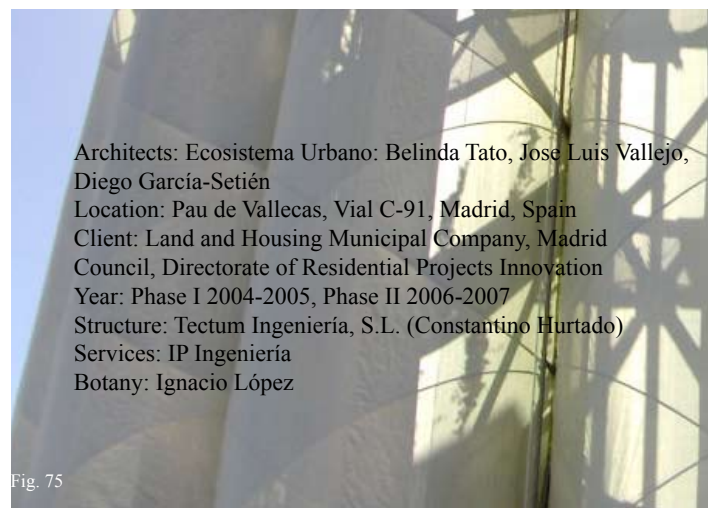 Architects: Ecosistema Urbano: Belinda Tato, Jose Luis Vallejo,
Diego García-Setién
Location: Pau de Vallecas, Vial C-91, Madrid, Spain
Client: Land and Housing Municipal Company, Madrid
Council, Directorate of Residential Projects Innovation
Year: Phase I 2004-2005, Phase II 2006-2007
Structure: Tectum Ingeniería, S.L. (Constantino Hurtado)
Services: IP Ingeniería
Botany: Ignacio López
Fig. 75